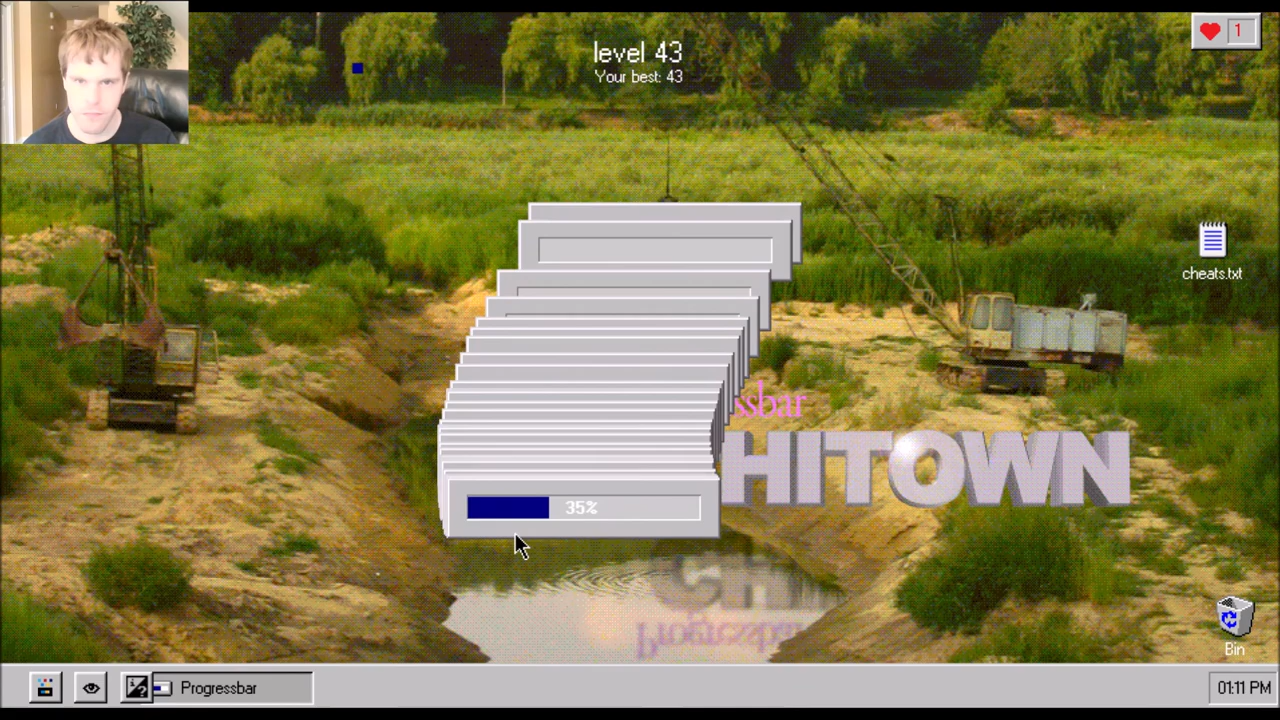 level 43
Your best: 43
1
cheats.txt
ssbar
HITOWN
35%
Bin
Progressbar
01:11 PM